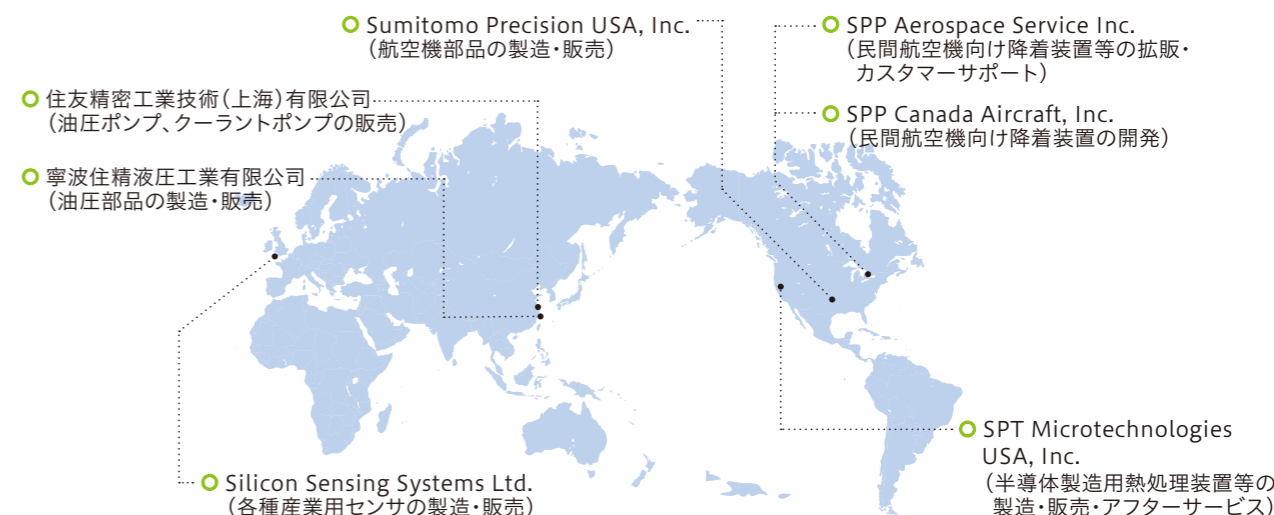 Sumitomo Precision USA, Inc.
（航空機部品の製造・販売）
SPP Aerospace Service Inc.
（民間航空機向け降着装置等の拡販・
カスタマーサポート）
住友精密工業技術（上海）有限公司
（油圧ポンプ、クーラントポンプの販売）
SPP Canada Aircraft, Inc.
（民間航空機向け降着装置の開発）
寧波住精液圧工業有限公司
（油圧部品の製造・販売）
SPT Microtechnologies
USA, Inc.
（半導体製造用熱処理装置等の
製造・販売・アフターサービス）
Silicon Sensing Systems Ltd.
（各種産業用センサの製造・販売）